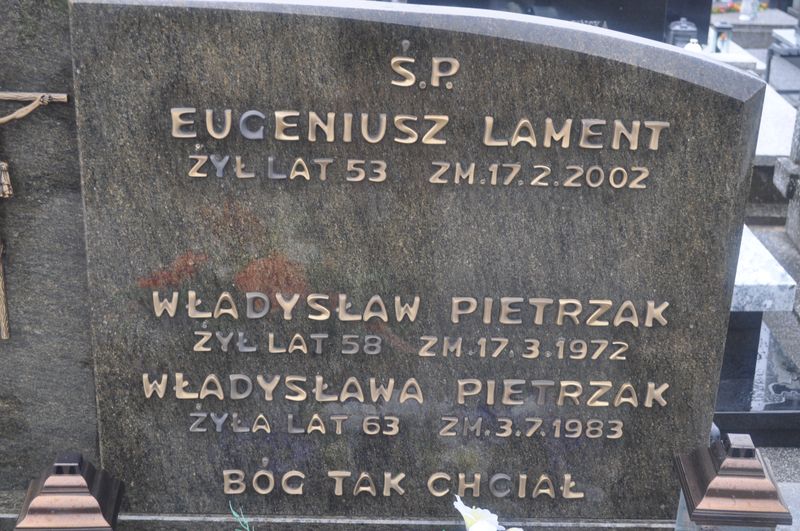 Ś.P.
EUGENIUSZ LAMENT
ŻYŁ LAT 53 ZM.17.2.2002
WŁADYSŁAW PIETRZAK
ŻYŁ LAT 58 ZM.17.3.1972
WŁADYSŁAWA PIETRZAK
ŻYŁA LAT 63 ZM.3.7.1983
BÓG TAK CHCIAŁ